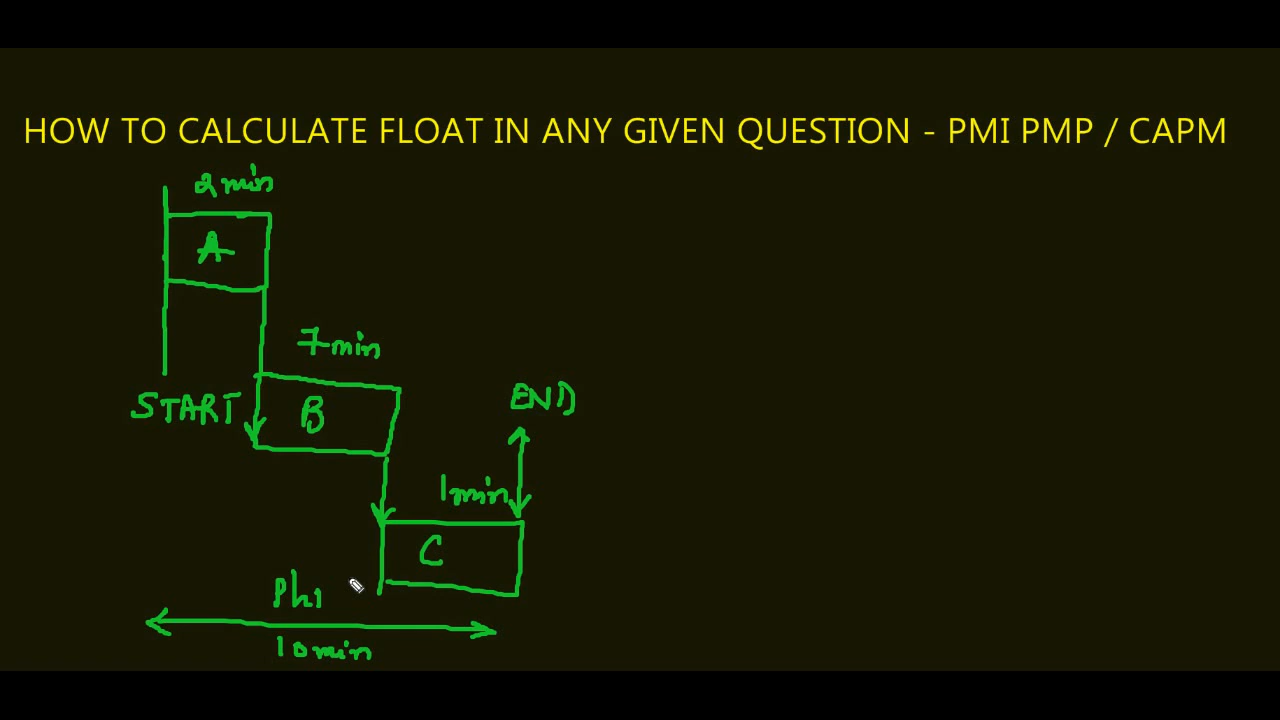 HOW TO CALCULATE FLOAT IN ANY GIVEN QUESTION - PMI PMP / CAPM
2min
A
7min
START
B
END
1min
C
Ph1
10min